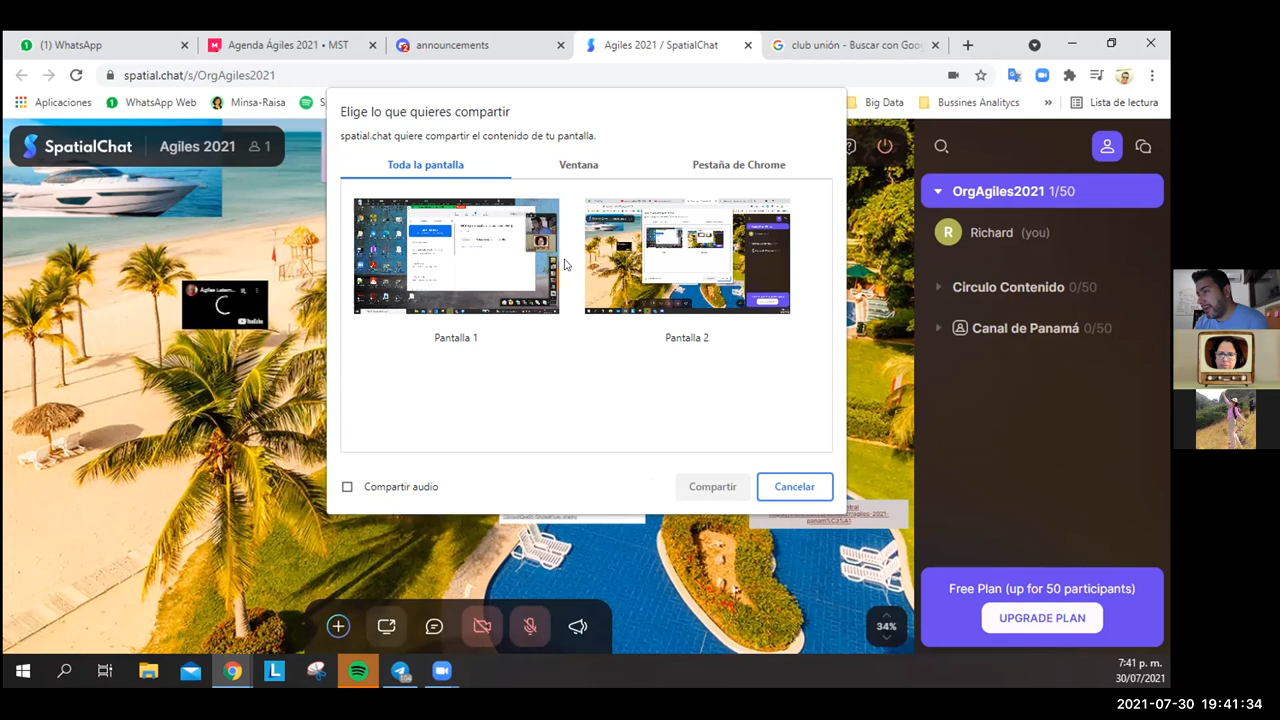 (1) WhatsApp
Agenda Ágiles 2021 • MST
announcements
Agiles 2021 / SpatialChat
club unión - Buscar con Goo
spatial.chat/s/OrgAgiles2021
Aplicaciones
WhatsApp Web
Minsa-Raisa
Big Data
Bussines Analitycs
»
Lista de lectura
Elige lo que quieres compartir
spatial.chat quiere compartir el contenido de tu pantalla.
Toda la pantalla
Ventana
Pestaña de Chrome
SpatialChat
Agiles 2021
1
OrgAgiles2021 1/50
R
Richard (you)
Circulo Contenido 0/50
Canal de Panamá 0/50
YouTube
Pantalla 1
Pantalla 2
Compartir audio
Compartir
Cancelar
Free Plan (up for 50 participants)
UPGRADE PLAN
34%
L
7:41 p. m.
30/07/2021
2021-07-30 19:41:34